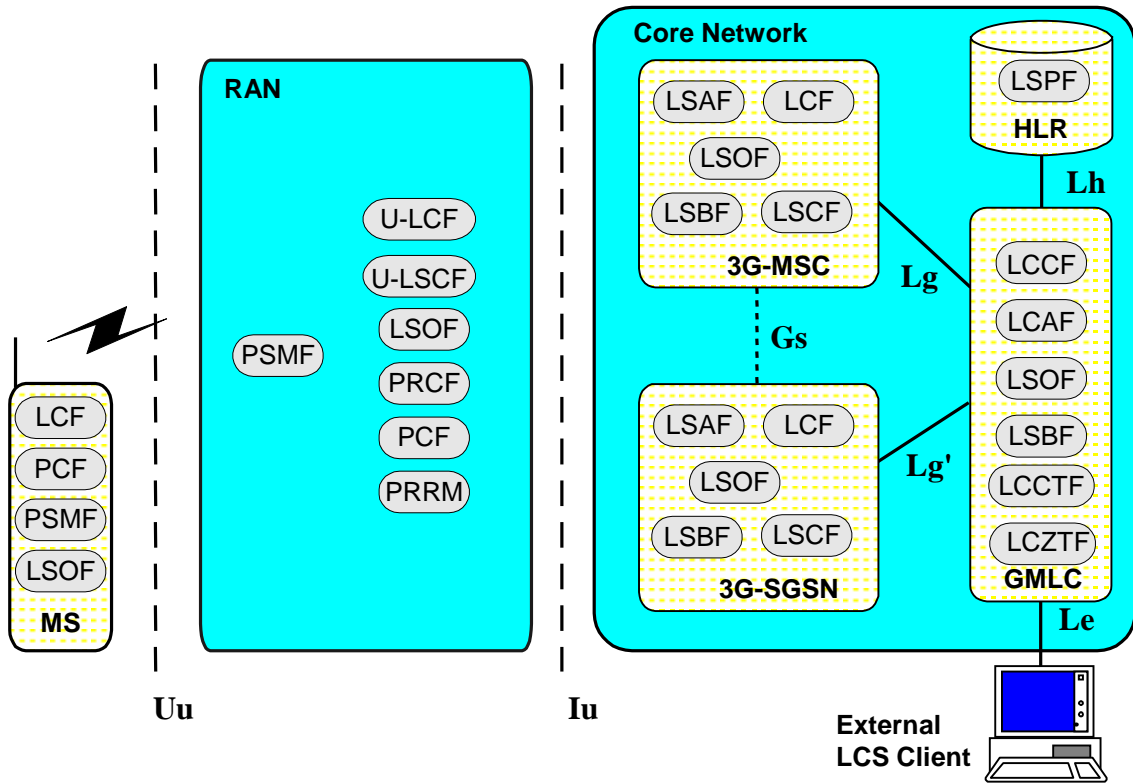 Core Network
RAN
LSAF
LCF
LSOF
LSBF
LSCF
3G-MSC
LSPF
HLR
Lh
Lg
Gs
U-LCF
U-LSCF
LSOF
PRCF
PCF
PRRM
PSMF
LCF
PCF
PSMF
LSOF
MS
LSAF
LCF
LSOF
LSBF
LSCF
3G-SGSN
Lg'
LCCF
LCAF
LSOF
LSBF
LCCTF
LCZTF
GMLC
Le
Uu
Iu
External
LCS Client